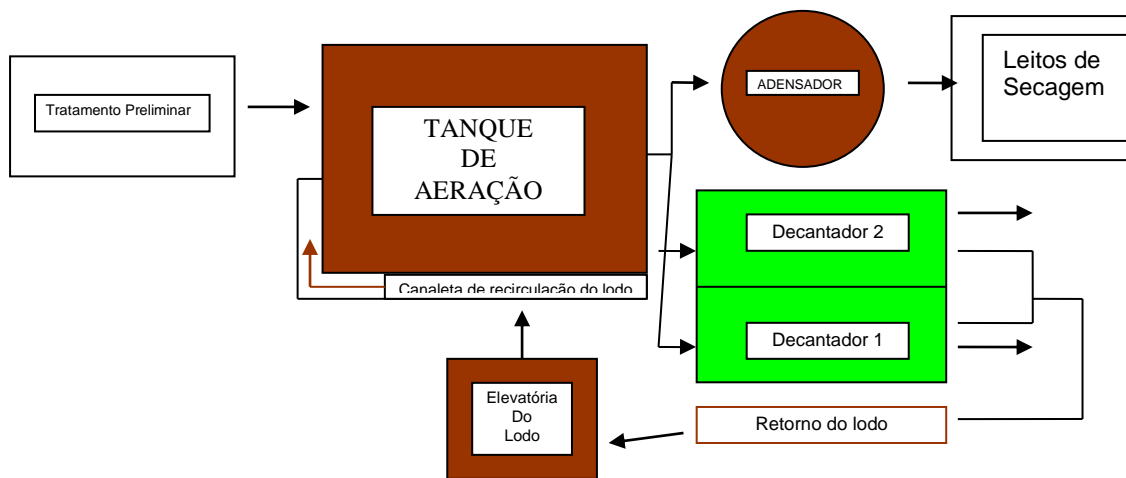 Tratamento Preliminar
TANQUE
DE
AERAÇÃO
ADENSADOR
Leitos de
Secagem
Decantador 2
Canaleta de recirculação do lodo
Decantador 1
Elevatória
Do
Lodo
Retorno do lodo